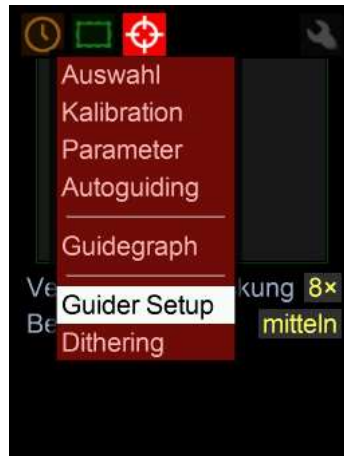 Auswahl
Kalibration
Parameter
Autoguiding
Guidegraph
Ve kung 8×
Guider Setup
Be mitteln
Dithering